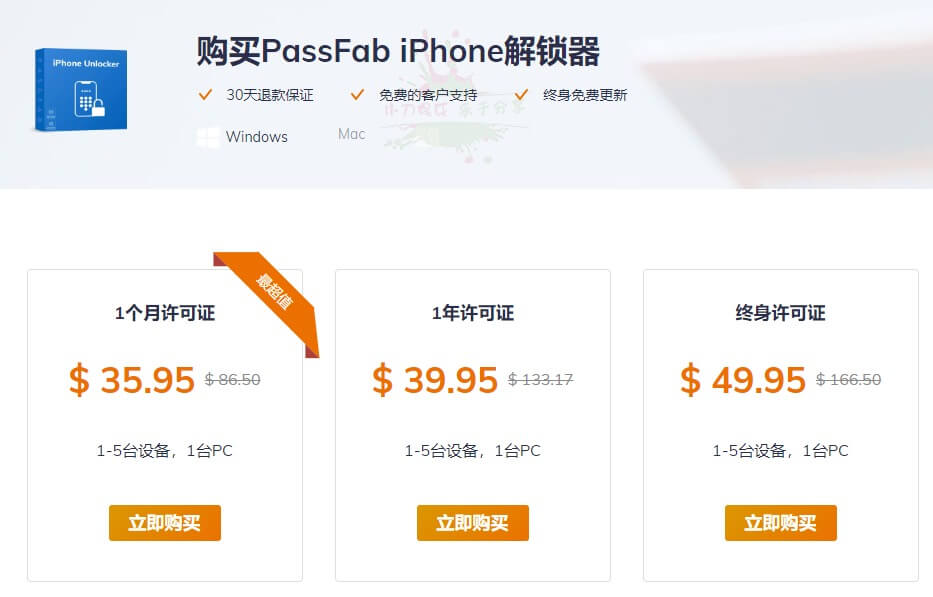 iPhone Unlocker
购买PassFab iPhone解锁器
30天退款保证 免费的客户支持 终身免费更新
Windows Mac
最超值
1个月许可证
$ 35.95 $ 86.50
1-5台设备，1台PC
立即购买
1年许可证
$ 39.95 $ 133.17
1-5台设备，1台PC
立即购买
终身许可证
$ 49.95 $ 166.50
1-5台设备，1台PC
立即购买